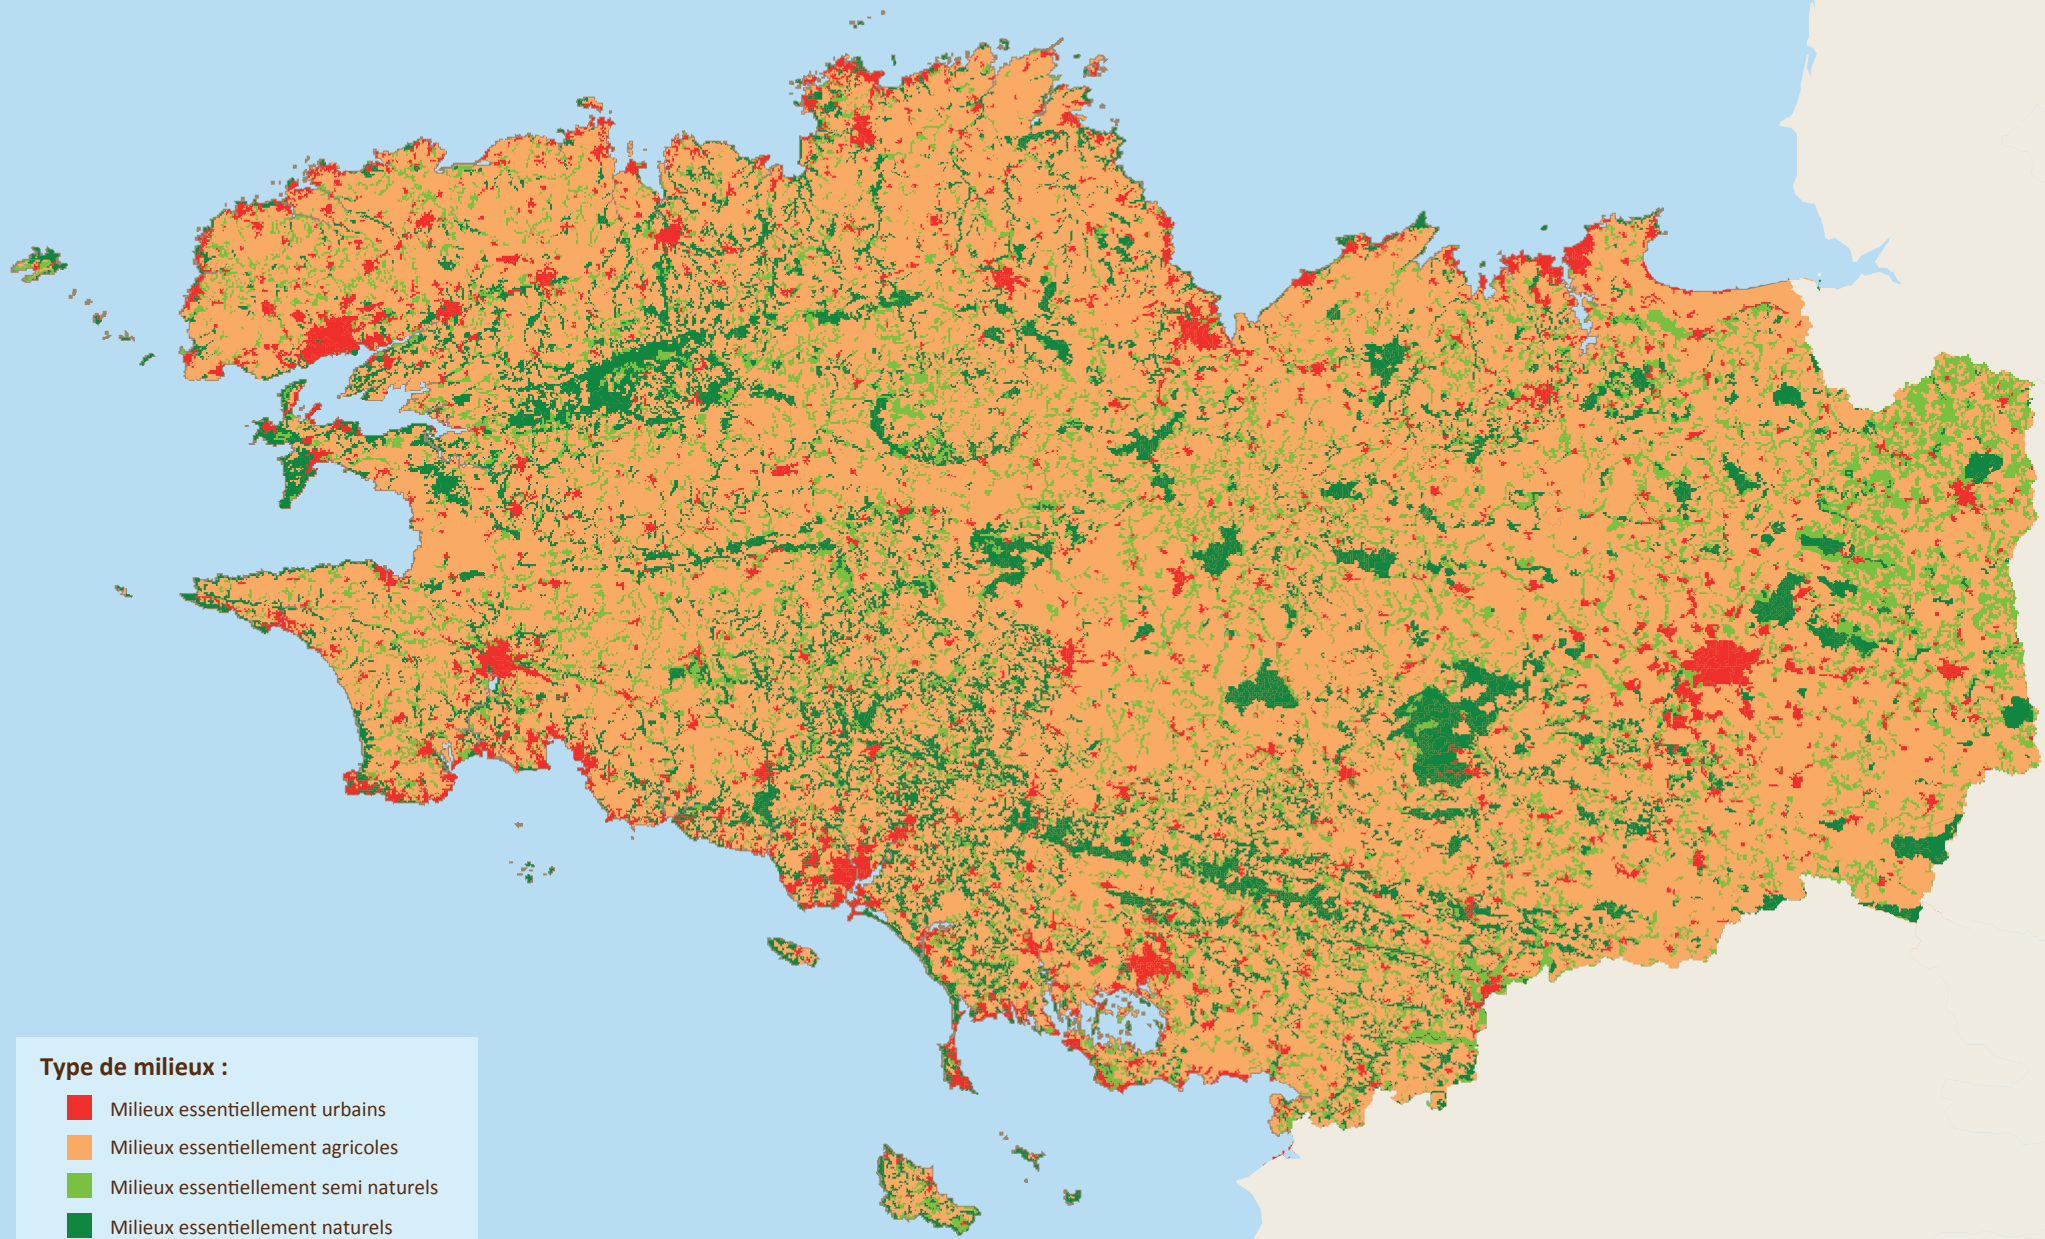 Type de milieux :
Milieux essentiellement urbains
Milieux essentiellement agricoles
Milieux essentiellement semi naturels
Milieux essentiellement naturels